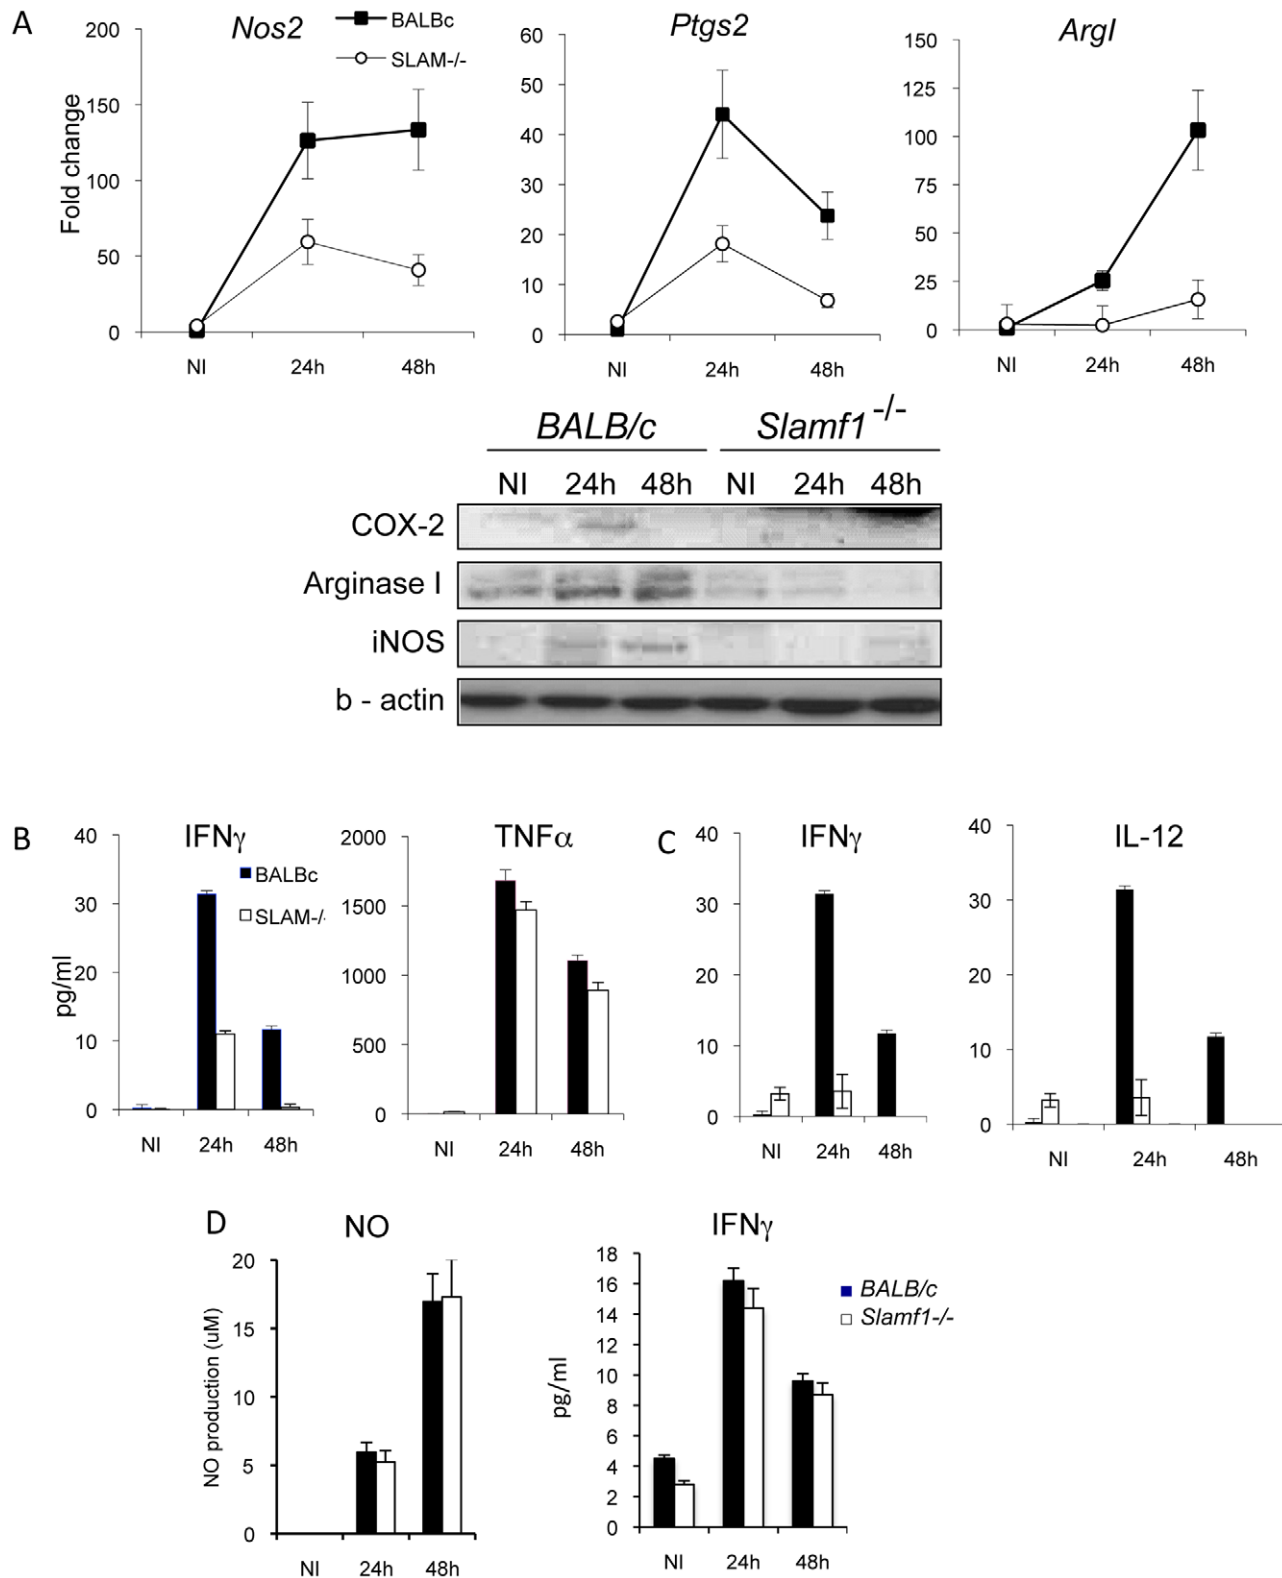 A
Nos2
BALBc
SLAM-/-
Ptgs2
ArgI
Fold change
200
150
100
50
0
NI 24h 48h
60
50
40
30
20
10
0
NI 24h 48h
150
125
100
75
50
25
0
NI 24h 48h
BALB/c Slamf1 -/-
NI 24h 48h NI 24h 48h
COX-2
Arginase I
iNOS
b - actin
B
IFNγ
BALBc
SLAM-/-
pg/ml
40
30
20
10
0
NI 24h 48h
TNFα
2000
1500
1000
500
0
NI 24h 48h
C
IFNγ
40
30
20
10
0
NI 24h 48h
IL-12
40
30
20
10
0
NI 24h 48h
D
NO
NO production (uM)
20
15
10
5
0
NI 24h 48h
IFNγ
pg/ml
18
16
14
12
10
8
6
4
2
0
NI 24h 48h
BALB/c
Slamf1-/-